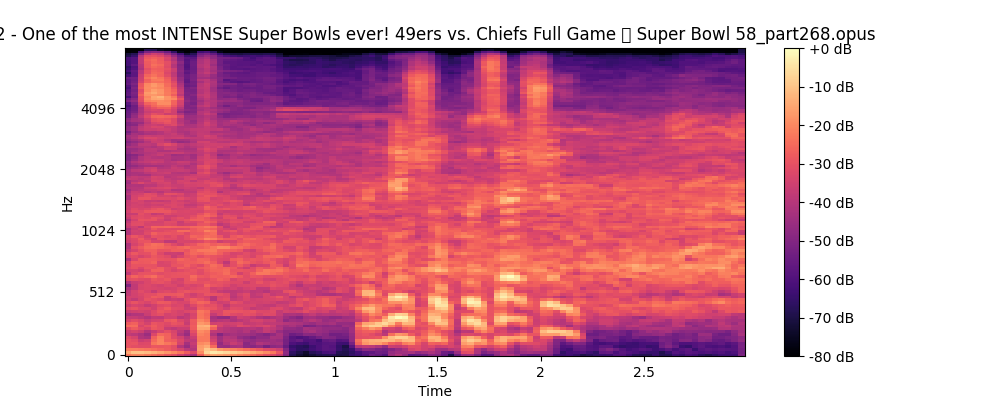 2 - One of the most INTENSE Super Bowls ever! 49ers vs. Chiefs Full Game Super Bowl 58_part268.opus
+0 dB
-10 dB
-20 dB
-30 dB
-40 dB
-50 dB
-60 dB
-70 dB
-80 dB
4096
2048
1024
512
0
Hz
0
0.5
1
1.5
2
2.5
Time